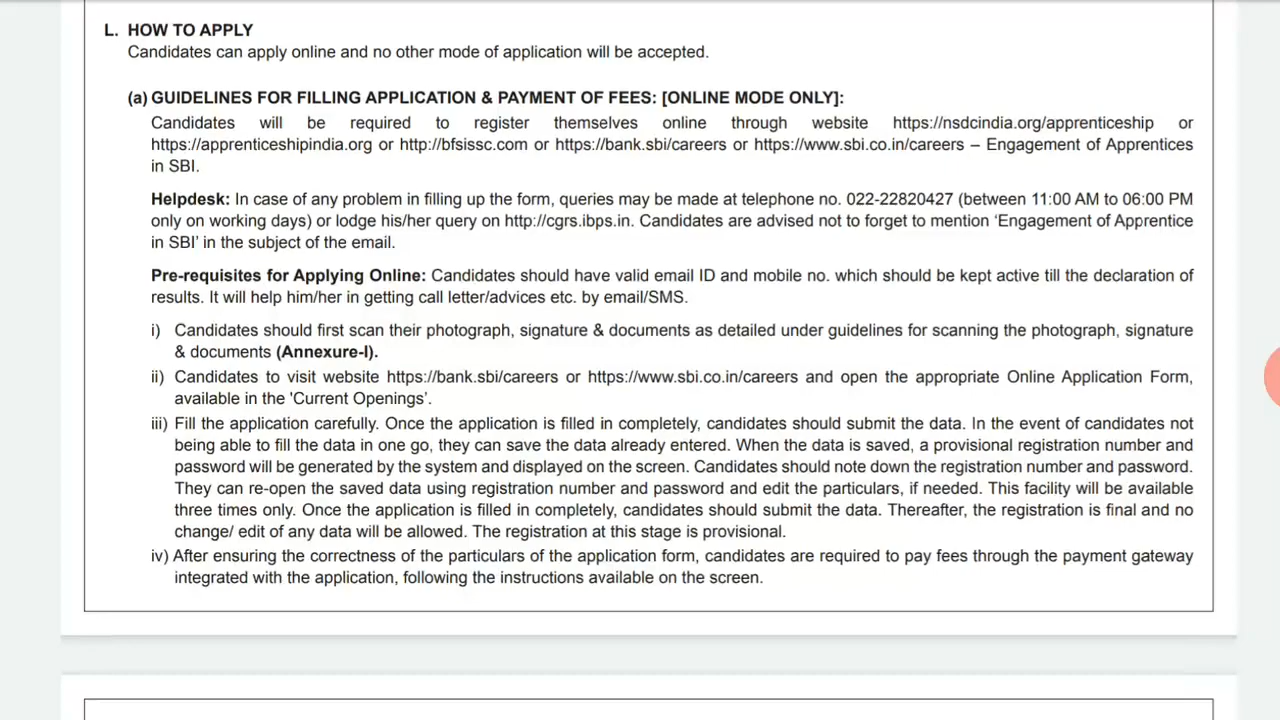 L. HOW TO APPLY
Candidates can apply online and no other mode of application will be accepted.
(a) GUIDELINES FOR FILLING APPLICATION & PAYMENT OF FEES: [ONLINE MODE ONLY]:
Candidates will be required to register themselves online through website https://nsdcindia.org/apprenticeship or
https://apprenticeshipindia.org or http://bfsissc.com or https://bank.sbi/careers or https://www.sbi.co.in/careers – Engagement of Apprentices
in SBI.
Helpdesk: In case of any problem in filling up the form, queries may be made at telephone no. 022-22820427 (between 11:00 AM to 06:00 PM
only on working days) or lodge his/her query on http://cgrs.ibps.in. Candidates are advised not to forget to mention ‘Engagement of Apprentice
in SBI’ in the subject of the email.
Pre-requisites for Applying Online: Candidates should have valid email ID and mobile no. which should be kept active till the declaration of
results. It will help him/her in getting call letter/advices etc. by email/SMS.
i) Candidates should first scan their photograph, signature & documents as detailed under guidelines for scanning the photograph, signature
& documents (Annexure-I).
ii) Candidates to visit website https://bank.sbi/careers or https://www.sbi.co.in/careers and open the appropriate Online Application Form,
available in the 'Current Openings’.
iii) Fill the application carefully. Once the application is filled in completely, candidates should submit the data. In the event of candidates not
being able to fill the data in one go, they can save the data already entered. When the data is saved, a provisional registration number and
password will be generated by the system and displayed on the screen. Candidates should note down the registration number and password.
They can re-open the saved data using registration number and password and edit the particulars, if needed. This facility will be available
three times only. Once the application is filled in completely, candidates should submit the data. Thereafter, the registration is final and no
change/ edit of any data will be allowed. The registration at this stage is provisional.
iv) After ensuring the correctness of the particulars of the application form, candidates are required to pay fees through the payment gateway
integrated with the application, following the instructions available on the screen.